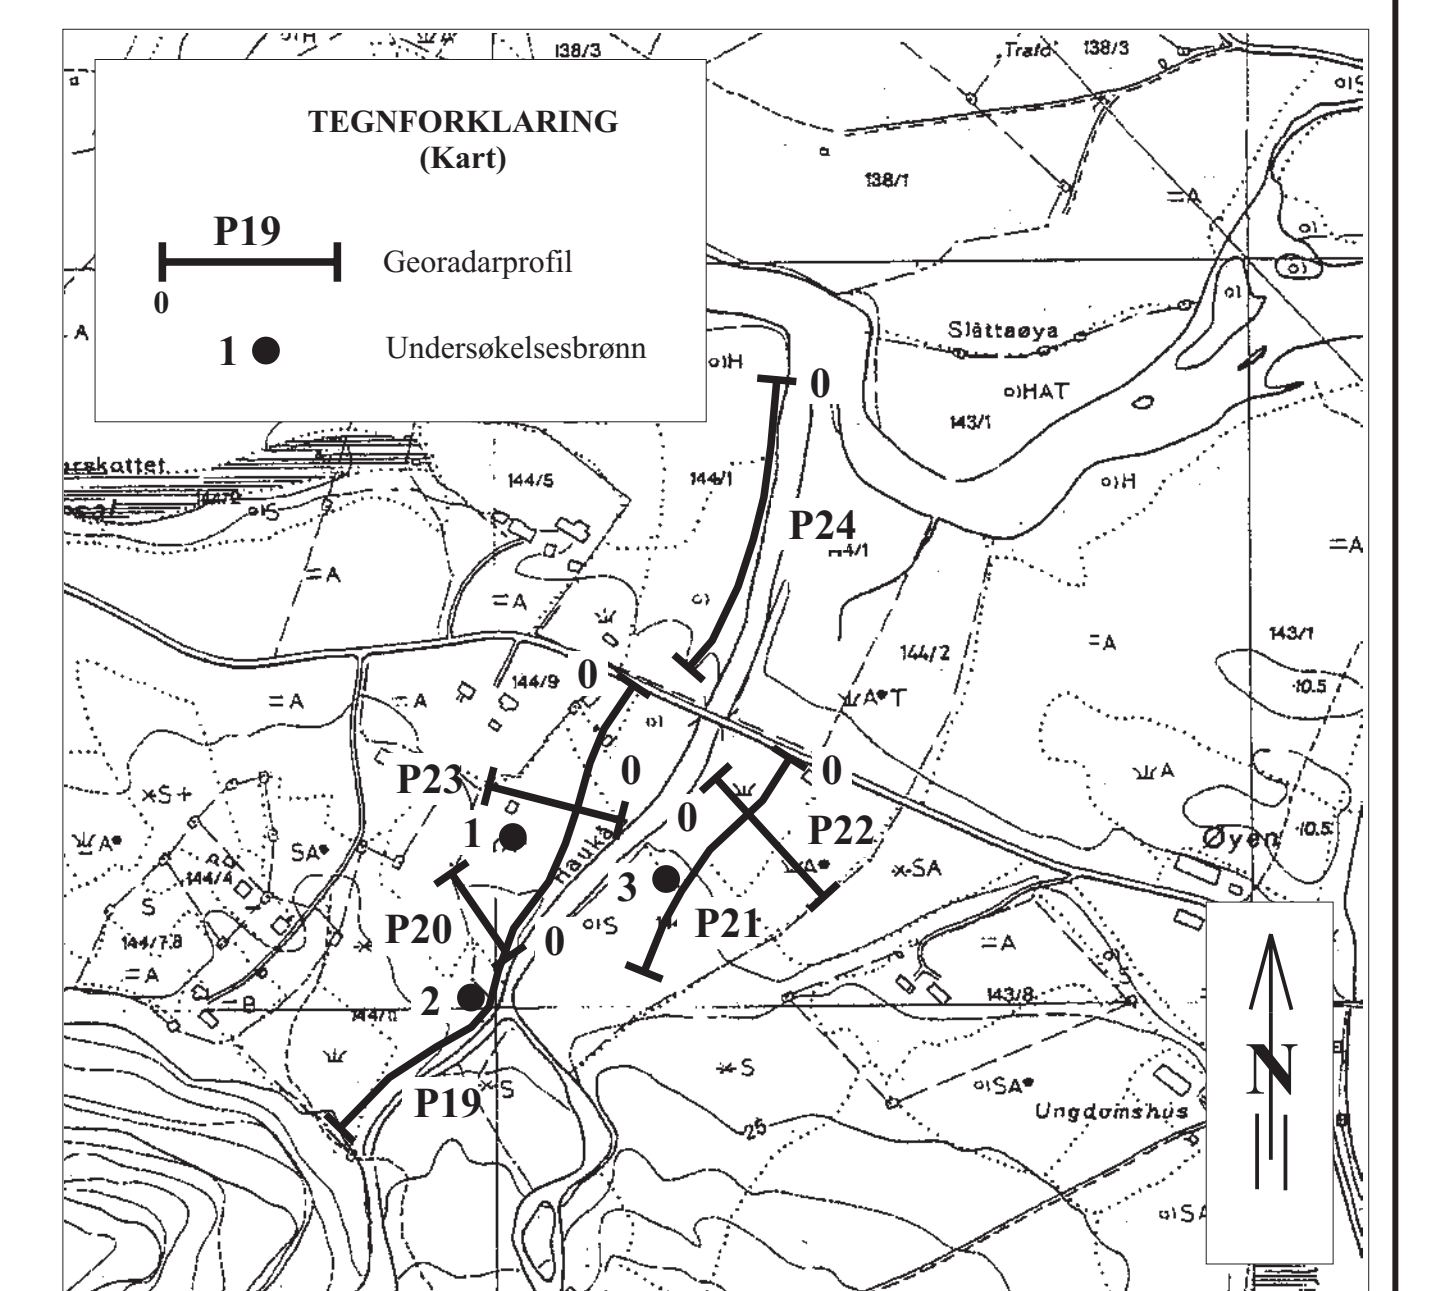 138/3
Trald
138/3
TEGNFORKLARING
(Kart)
P19
0
Georadarprofil
1
Undersøkelsesbrønn
138/1
=A
A
H
Slåttaøya
HAT
143/1
0
144/5
144/1
H
S
P24
=A
=A
=A
=A
143/1
144/2
0
144/9
=A
A
A•T
10.5
P23
0
0
0
A
S+
P22
Øyen
10.5
A•
SA•
1
Hauká
A•
SA
144/4
3
S
P20
0
S
P21
144/7.8
=A
=A
2
B
143/8
N
S
SA•
P19
S
Ungdomshus
25
SA